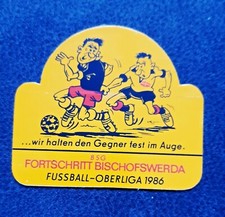 ...wir halten den Gegner fest im Auge.
BSG
FORTSCHRITT BISCHOFSWERDA
FUSSBALL-OBERLIGA 1986